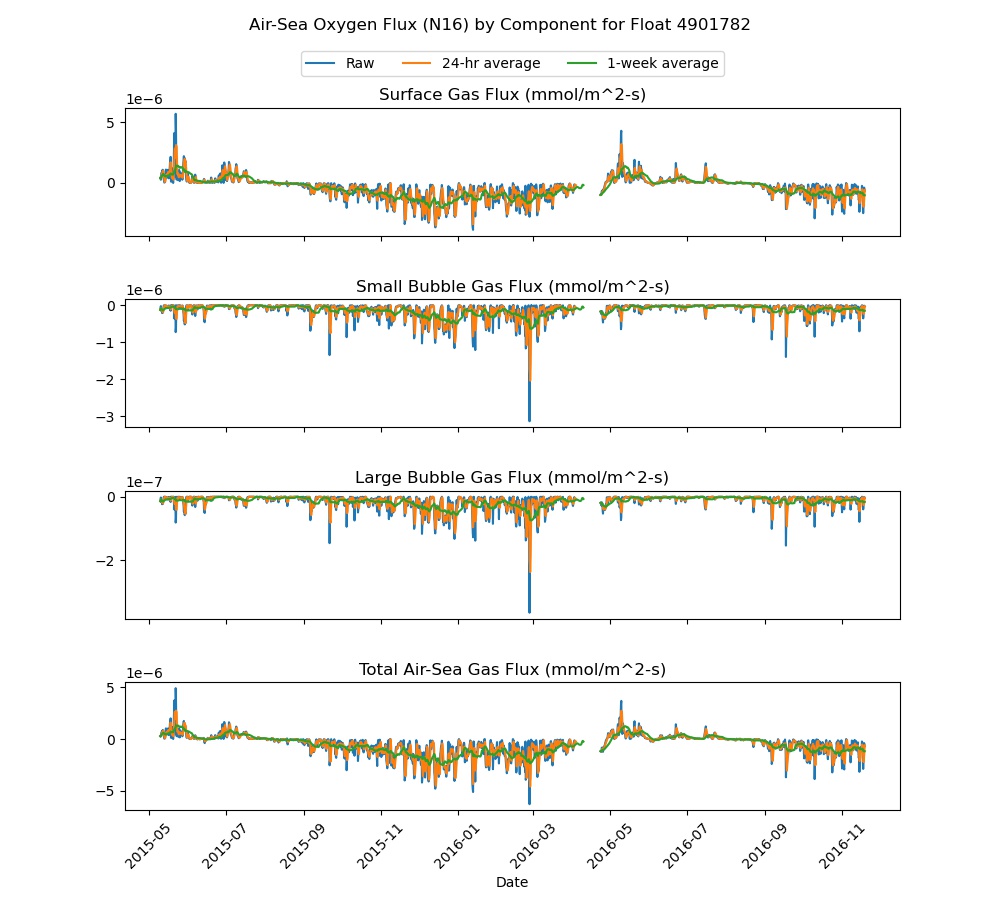 Air-Sea Oxygen Flux (N16) by Component for Float 4901782
Raw 24-hr average 1-week average
1e−6 Surface Gas Flux (mmol/m^2-s)
5
0
1e−6 Small Bubble Gas Flux (mmol/m^2-s)
0
−1
−2
−3
1e−7 Large Bubble Gas Flux (mmol/m^2-s)
0
−2
1e−6 Total Air-Sea Gas Flux (mmol/m^2-s)
5
0
−5
2015-05 2015-07 2015-09 2015-11 2016-01 2016-03 2016-05 2016-07 2016-09 2016-11
Date